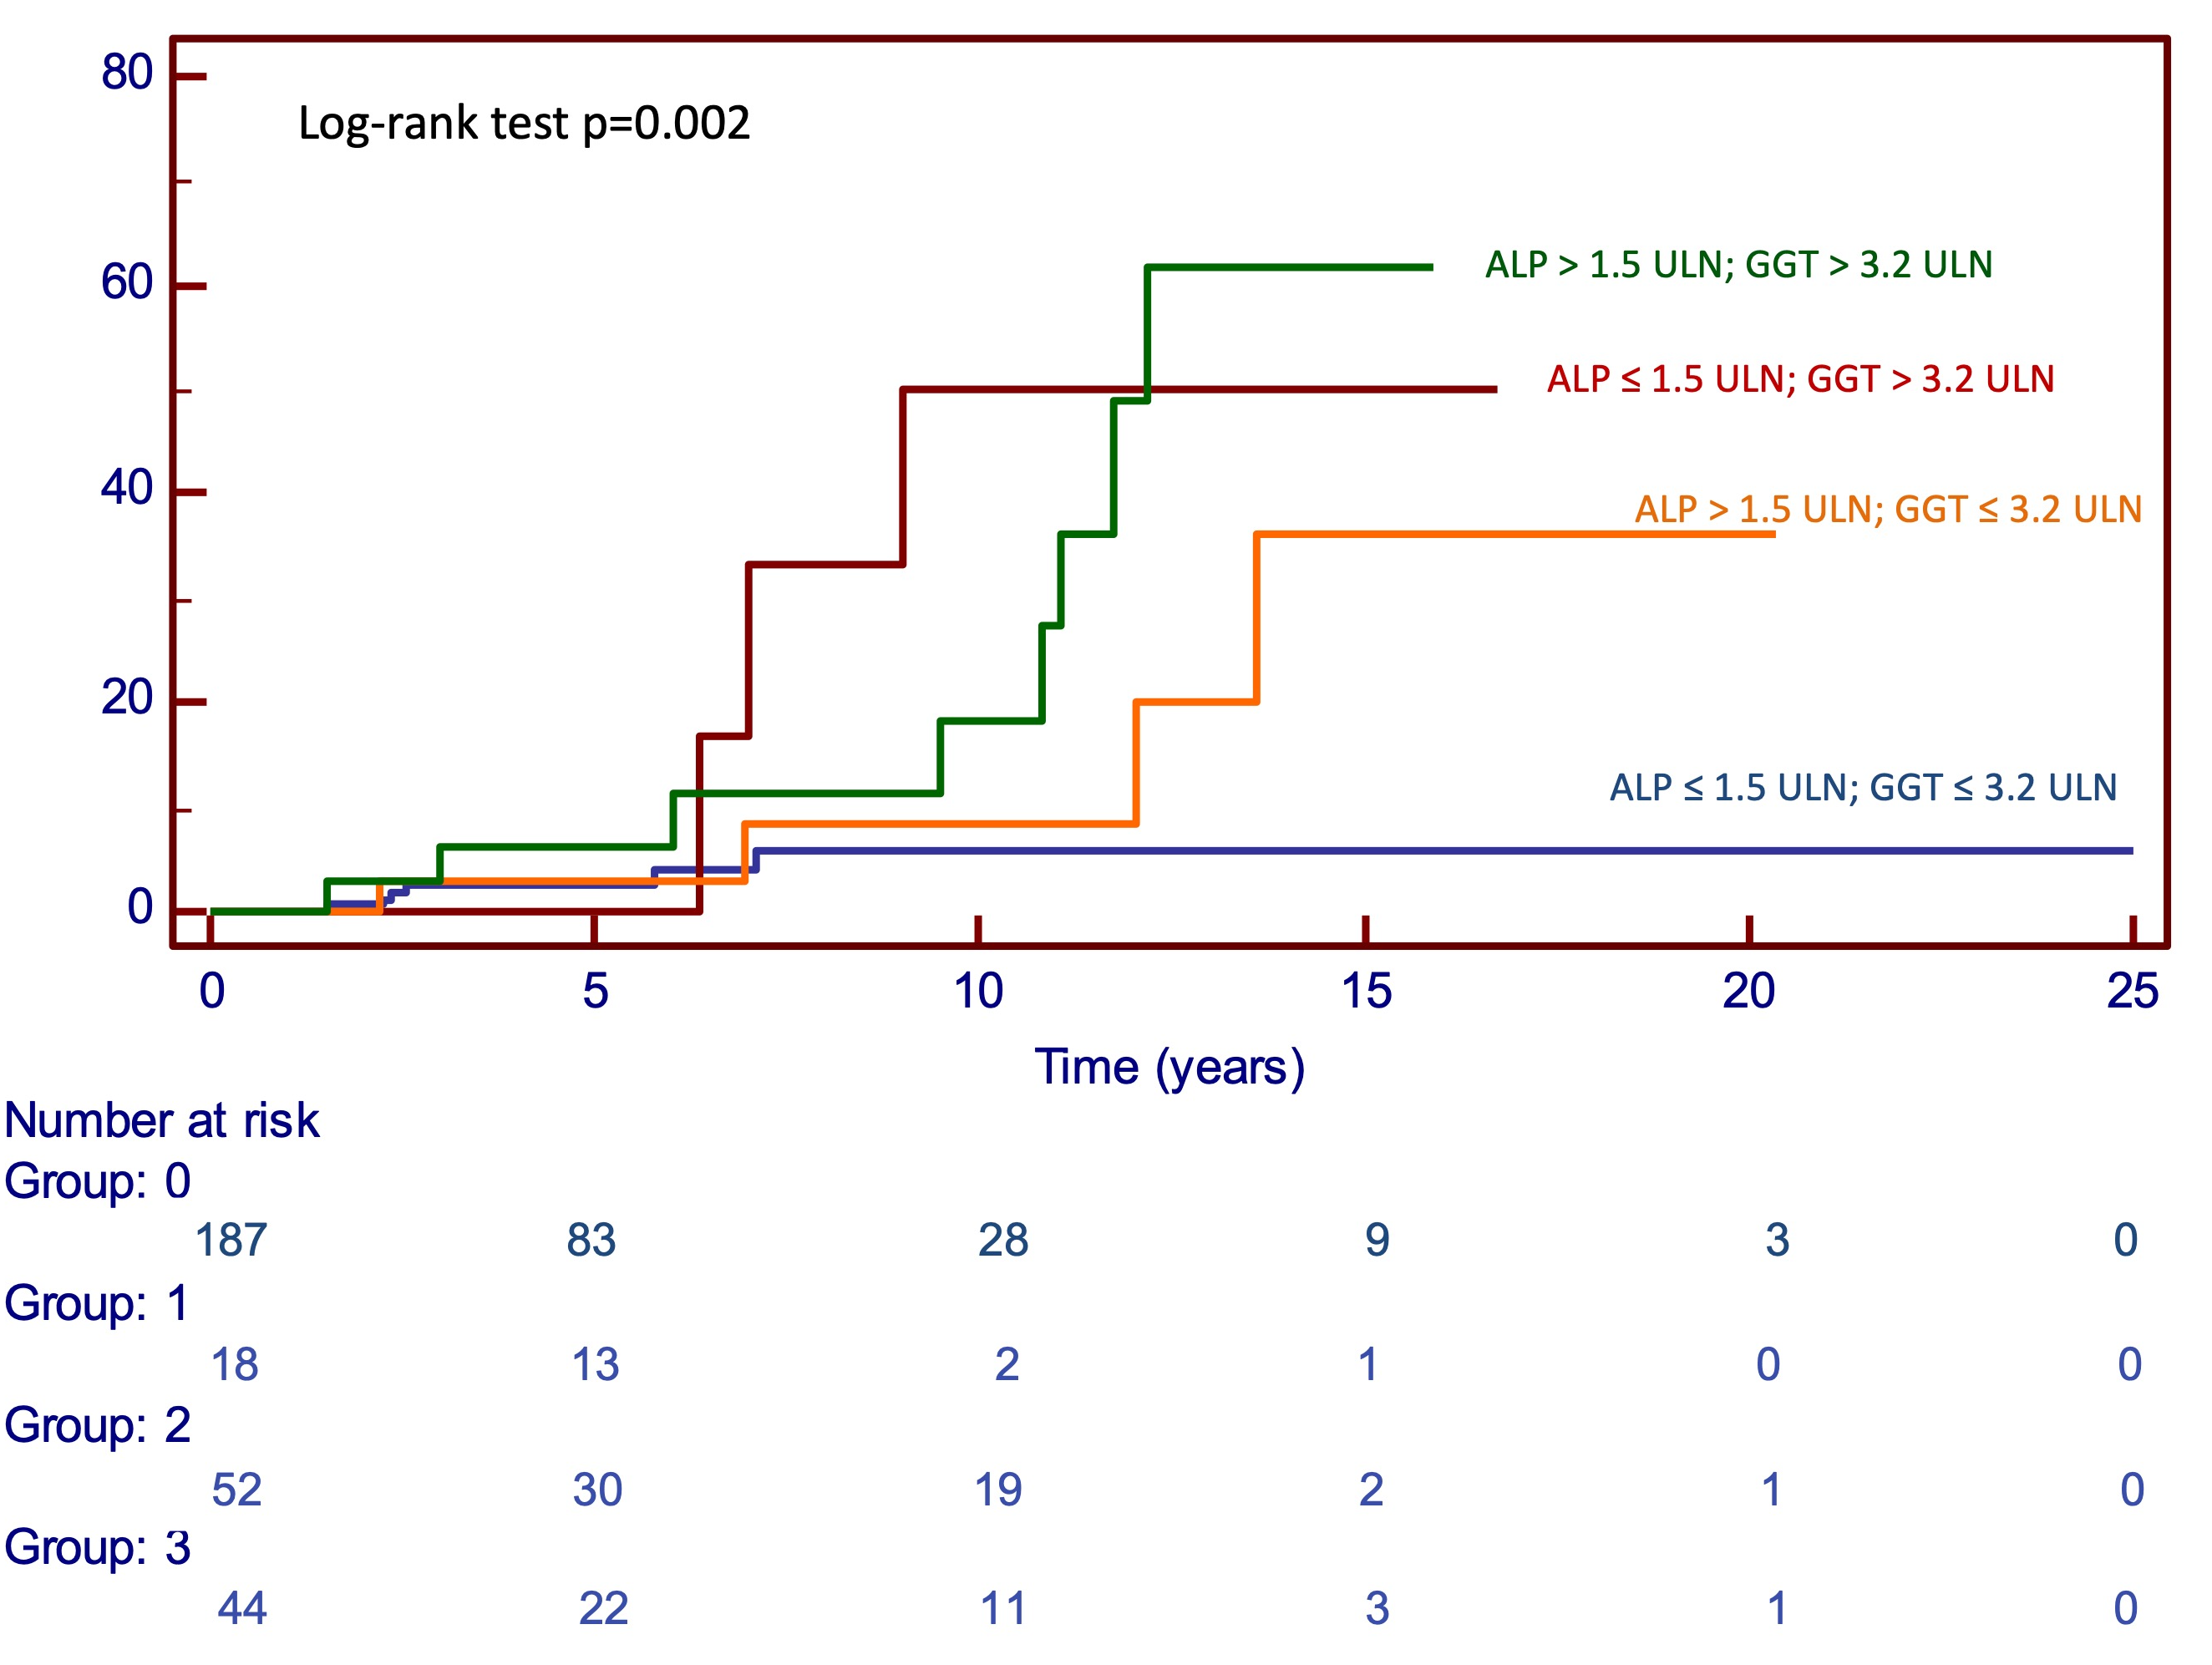 80
Log-rank test p=0.002
60
ALP > 1.5 ULN; GGT > 3.2 ULN
ALP ≤ 1.5 ULN; GGT > 3.2 ULN
40
ALP > 1.5 ULN; GGT ≤ 3.2 ULN
20
ALP ≤ 1.5 ULN; GGT ≤ 3.2 ULN
0
0 5 10 15 20 25
Time (years)
Number at risk
Group: 0
187 83 28 9 3 0
Group: 1
18 13 2 1 0 0
Group: 2
52 30 19 2 1 0
Group: 3
44 22 11 3 1 0